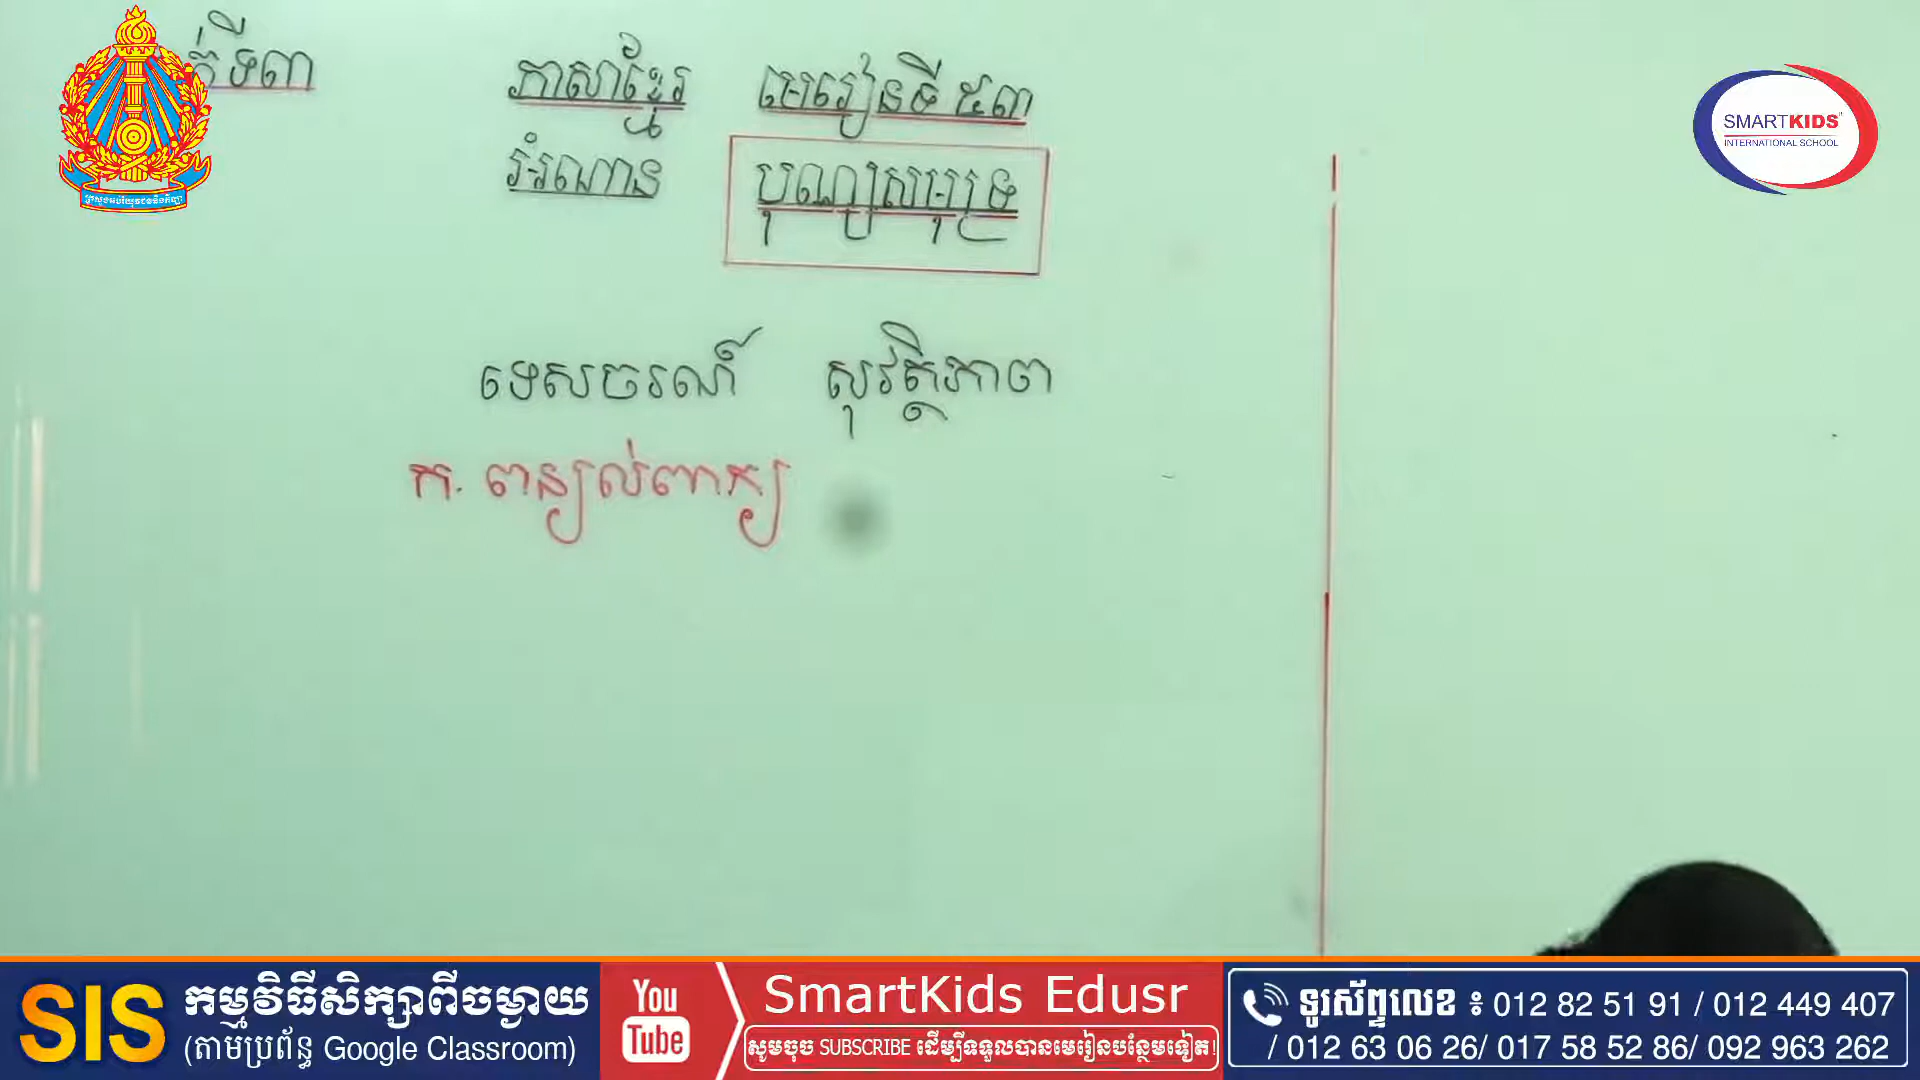 ទី៣
ភាសាខ្មែរ មេរៀនទី ៥៣
អំណាន បុណ្យសមុទ្រ
ទេសចរណ៍ សុវត្ថិភាព
ក. ពន្យល់ពាក្យ
SMARTKIDS
INTERNATIONAL SCHOOL
SIS កម្មវិធីសិក្សាពីចម្ងាយ
(តាមប្រព័ន្ធ Google Classroom)
You Tube
SmartKids Edusr
សូមចុច SUBSCRIBE ដើម្បីទទួលបានមេរៀនបន្ថែមទៀត!
ទូរស័ព្ទលេខ ៖ 012 82 51 91 / 012 449 407
/ 012 63 06 26/ 017 58 52 86/ 092 963 262